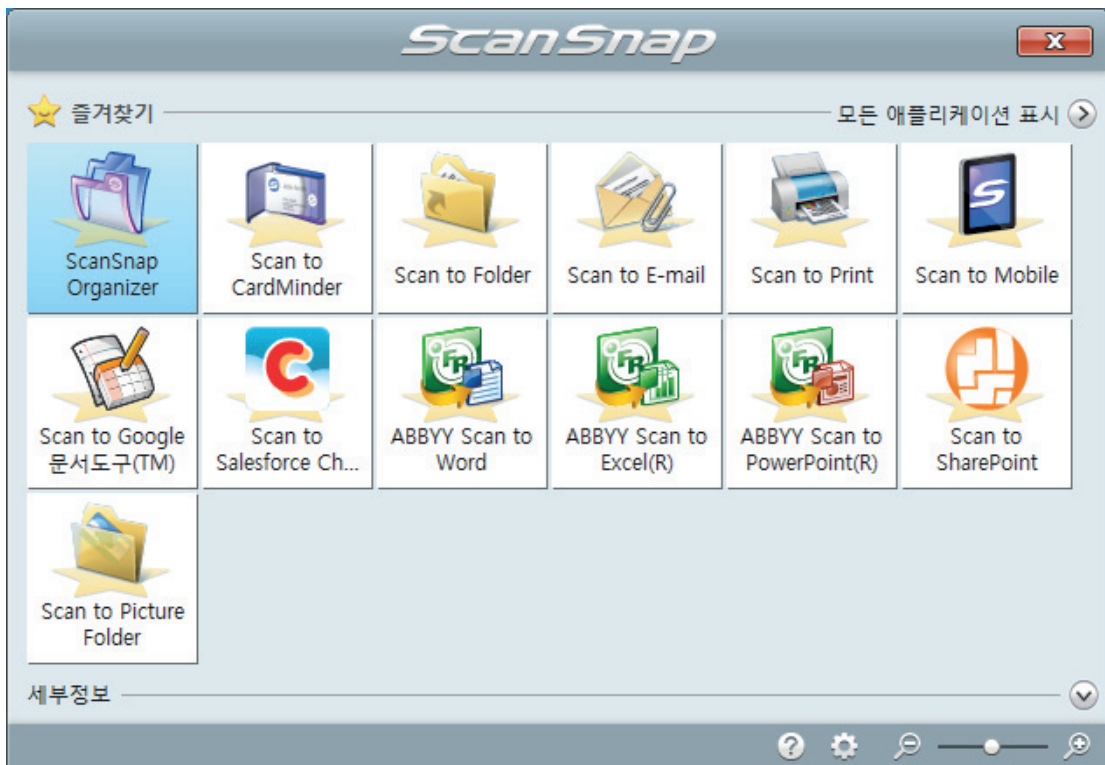 ScanSnap
즐겨찾기
모든 애플리케이션 표시
ScanSnap
Organizer
Scan to
CardMinder
Scan to Folder
Scan to E-mail
Scan to Print
Scan to Mobile
Scan to Google
문서도구(TM)
Scan to
Salesforce Ch...
ABBYY Scan to
Word
ABBYY Scan to
Excel(R)
ABBYY Scan to
PowerPoint(R)
Scan to
SharePoint
Scan to Picture
Folder
세부정보